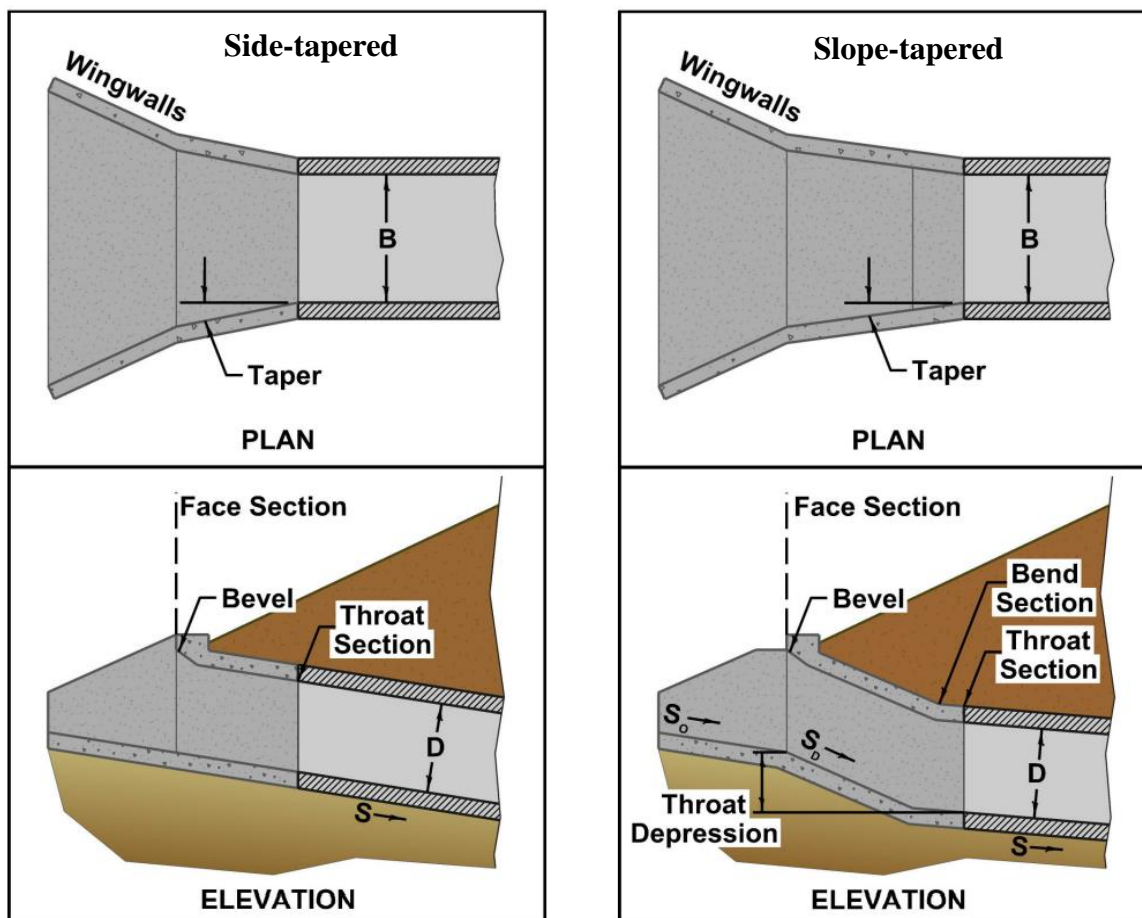 Side-tapered
Wingwalls
B
Taper
PLAN
Face Section
Bevel
Throat
Section
D
S
ELEVATION
Slope-tapered
Wingwalls
B
Taper
PLAN
Face Section
Bevel
Bend
Section
Throat
Section
So
SD
D
Throat
Depression
S
ELEVATION